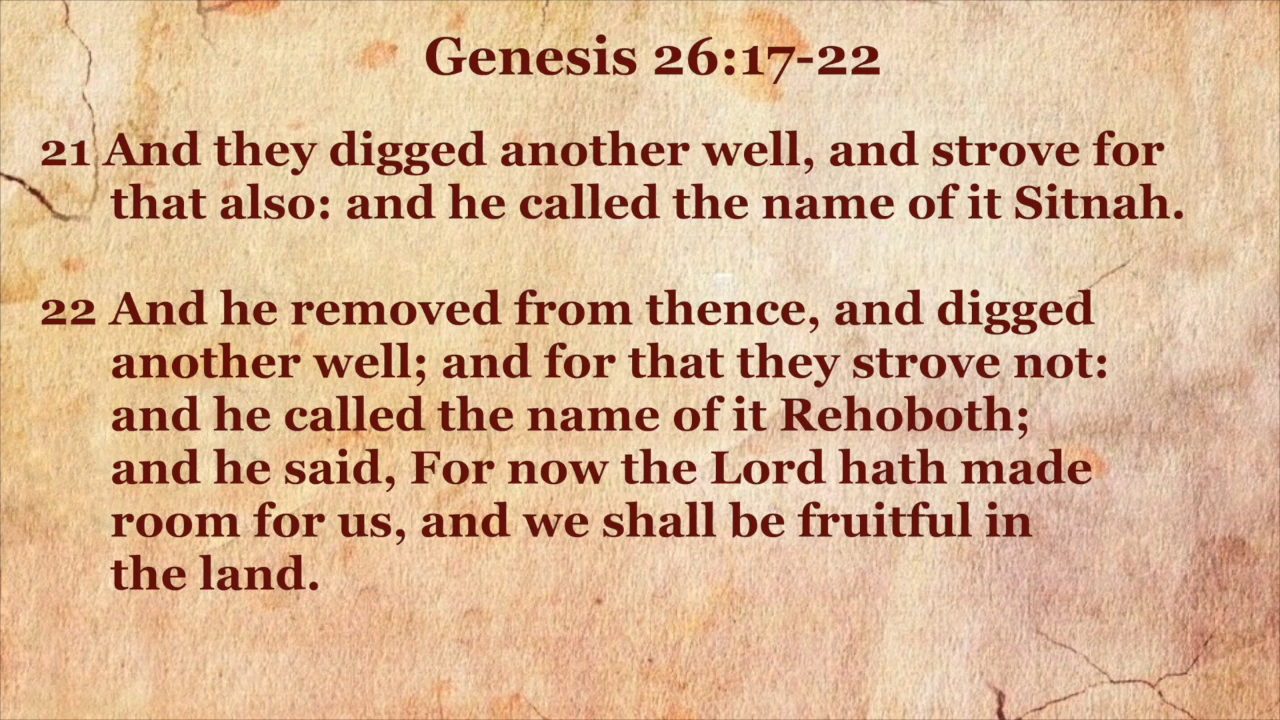 Genesis 26:17-22
21 And they digged another well, and strove for
that also: and he called the name of it Sitnah.
22 And he removed from thence, and digged
another well; and for that they strove not:
and he called the name of it Rehoboth;
and he said, For now the Lord hath made
room for us, and we shall be fruitful in
the land.